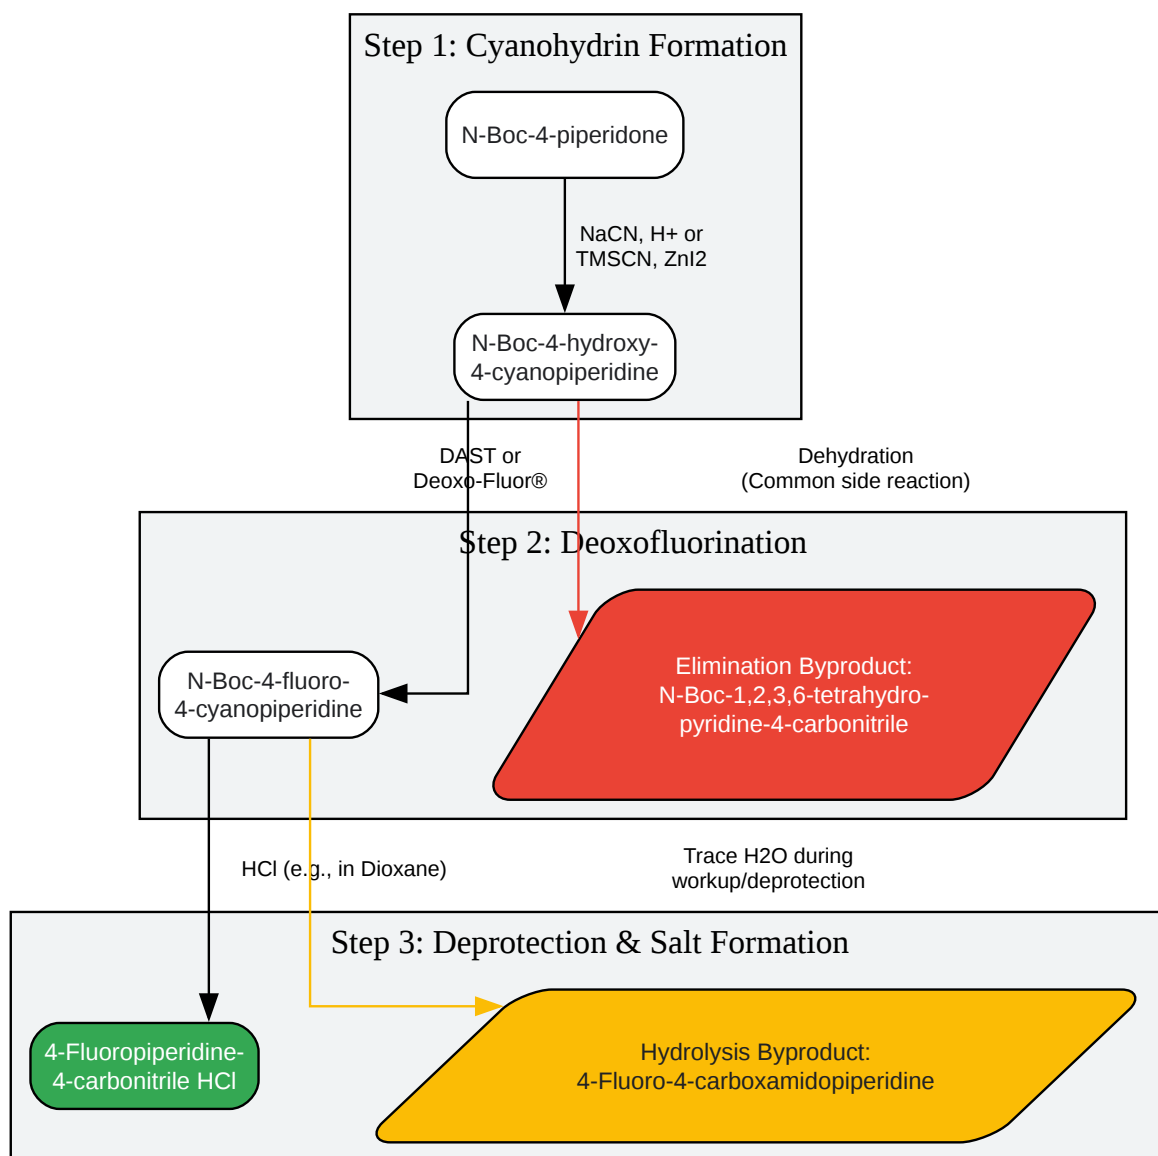 Step 1: Cyanohydrin Formation
N-Boc-4-piperidone
NaCN, H+ or
TMSCN, ZnI2
N-Boc-4-hydroxy-
4-cyanopiperidine
DAST or
Deoxo-Fluor®
Dehydration
(Common side reaction)
Step 2: Deoxofluorination
Elimination Byproduct:
N-Boc-1,2,3,6-tetrahydro-
pyridine-4-carbonitrile
N-Boc-4-fluoro-
4-cyanopiperidine
HCl (e.g., in Dioxane)
Trace H2O during
workup/deprotection
Step 3: Deprotection & Salt Formation
4-Fluoropiperidine-
4-carbonitrile HCl
Hydrolysis Byproduct:
4-Fluoro-4-carboxamidopiperidine